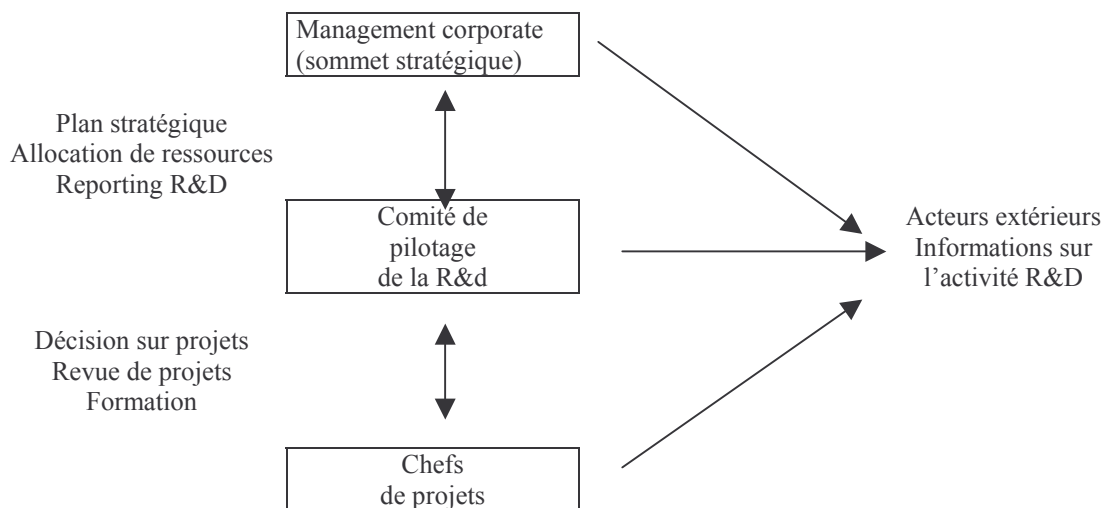 Management corporate
(sommet stratégique)
Plan stratégique
Allocation de ressources
Reporting R&D
Comité de
pilotage
de la R&d
Acteurs extérieurs
Informations sur
l’activité R&D
Décision sur projets
Revue de projets
Formation
Chefs
de projets